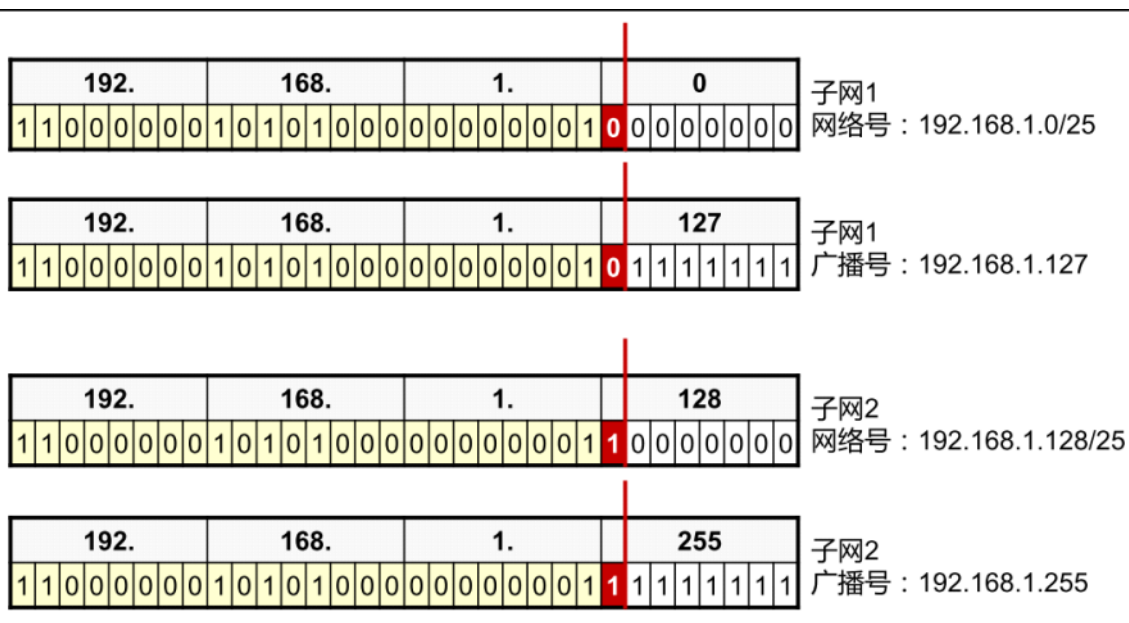 192. 168. 1. 0
11000000101010000000000100000000
子网1
网络号：192.168.1.0/25
192. 168. 1. 127
11000000101010000000000101111111
子网1
广播号：192.168.1.127
192. 168. 1. 128
11000000101010000000000110000000
子网2
网络号：192.168.1.128/25
192. 168. 1. 255
11000000101010000000000111111111
子网2
广播号：192.168.1.255